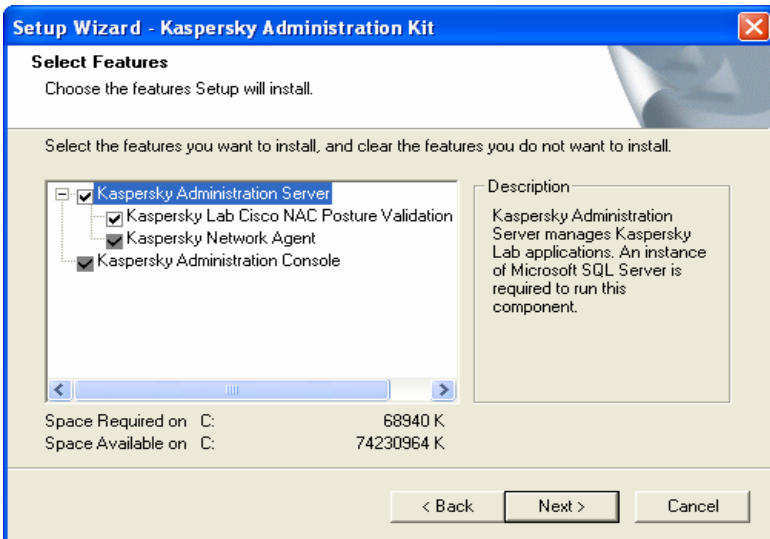 Setup Wizard - Kaspersky Administration Kit
Select Features
Choose the features Setup will install.
Select the features you want to install, and clear the features you do not want to install.
Kaspersky Administration Server
Kaspersky Lab Cisco NAC Posture Validation
Kaspersky Network Agent
Kaspersky Administration Console
Description
Kaspersky Administration
Server manages Kaspersky
Lab applications. An instance
of Microsoft SQL Server is
required to run this
component.
Space Required on C: 68940 K
Space Available on C: 74230964 K
< Back Next > Cancel